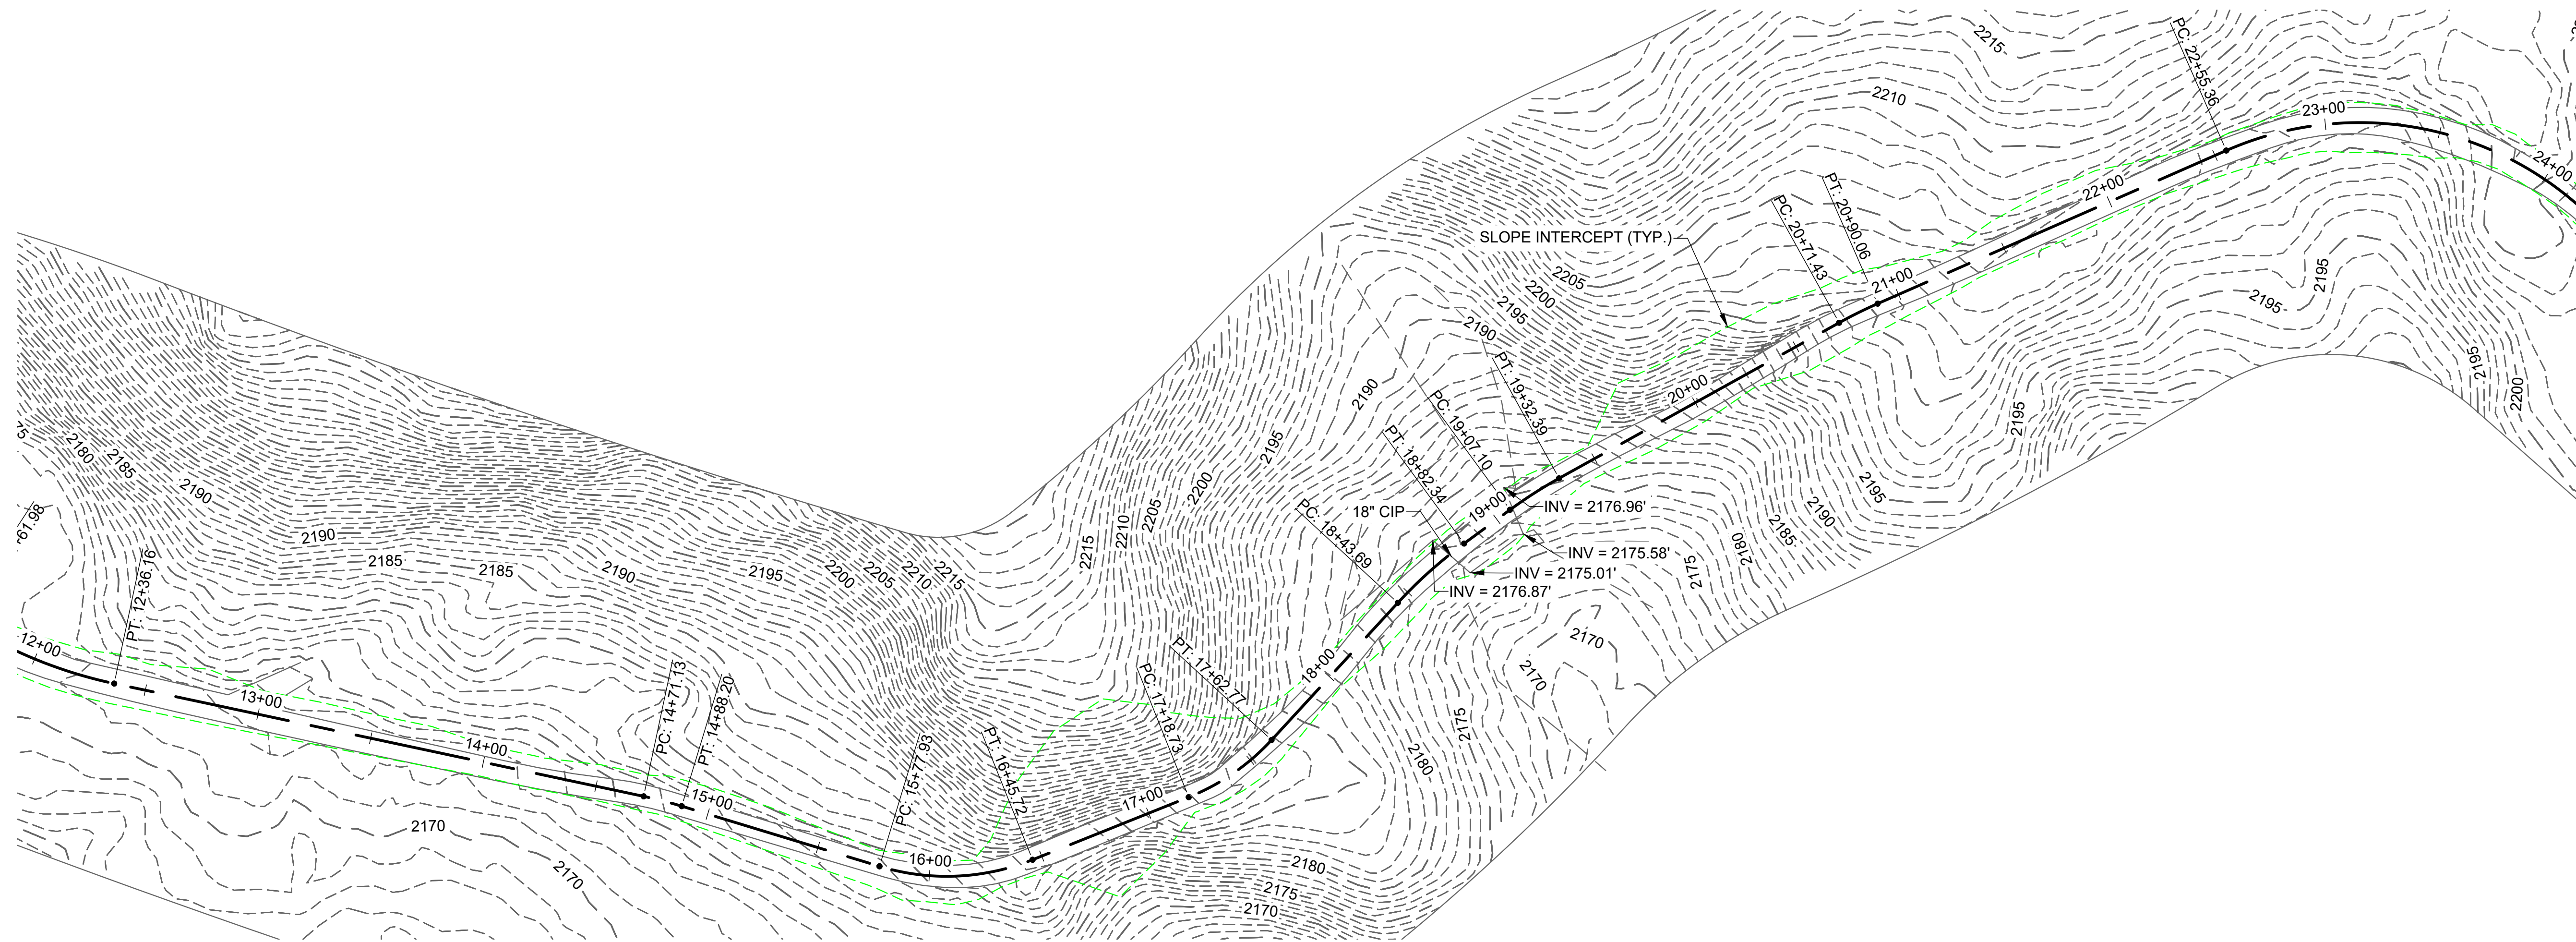 2215
PC: 22+55.36
2210
23+00
24+00
22+00
PT: 20+90.06
PC: 20+71.43
SLOPE INTERCEPT (TYP.)
21+00
2205
2200
2195
2190
2195
2195
2195
2200
2195
PT: 19+32.39
20+00
2190
PC: 19+07.10
PT: 18+82.34
2195
2200
2205
2210
2215
19+00
18" CIP
INV = 2176.96'
INV = 2175.58'
INV = 2175.01'
INV = 2176.87'
PC: 18+43.69
2195
2190
2185
2180
2175
75
2180
2185
2190
2190
2185
2185
2190
2195
2200
2205
2210
2215
+61.98
PT: 12+36.16
12+00
13+00
14+00
PC: 14+71.13
PT: 14+88.20
15+00
PC: 15+77.93
16+00
PT: 16+45.72
17+00
PC: 17+18.73
PT: 17+62.77
18+00
2170
2170
2175
2180
2170
2170
2180
2175
2170